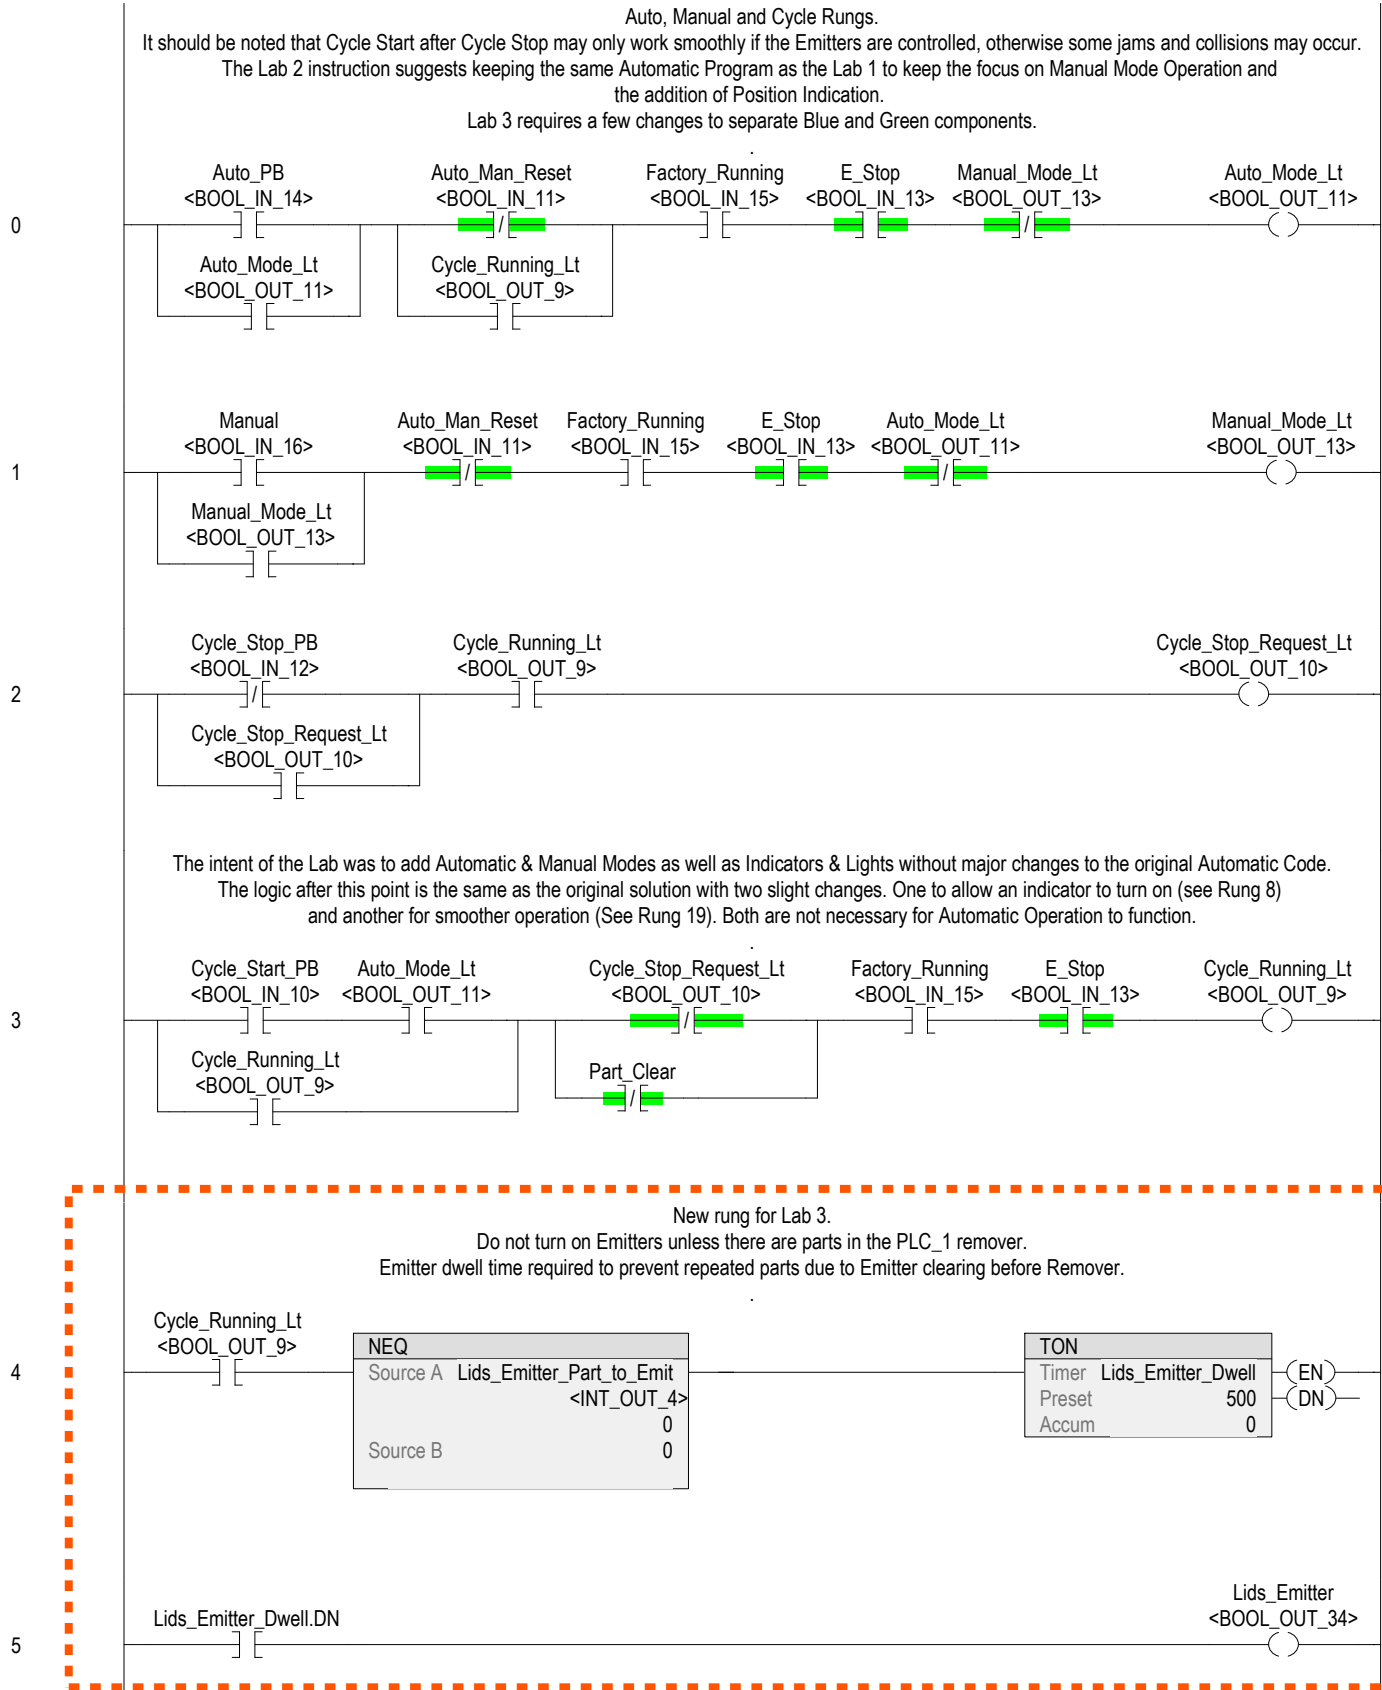 Auto, Manual and Cycle Rungs.
It should be noted that Cycle Start after Cycle Stop may only work smoothly if the Emitters are controlled, otherwise some jams and collisions may occur.
The Lab 2 instruction suggests keeping the same Automatic Program as the Lab 1 to keep the focus on Manual Mode Operation and
the addition of Position Indication.
Lab 3 requires a few changes to separate Blue and Green components.
.
Auto_PB Auto_Man_Reset Factory_Running E_Stop Manual_Mode_Lt Auto_Mode_Lt
<BOOL_IN_14> <BOOL_IN_11> <BOOL_IN_15> <BOOL_IN_13> <BOOL_OUT_13> <BOOL_OUT_11>
0
Auto_Mode_Lt Cycle_Running_Lt
<BOOL_OUT_11> <BOOL_OUT_9>
Manual Auto_Man_Reset Factory_Running E_Stop Auto_Mode_Lt Manual_Mode_Lt
<BOOL_IN_16> <BOOL_IN_11> <BOOL_IN_15> <BOOL_IN_13> <BOOL_OUT_11> <BOOL_OUT_13>
1
Manual_Mode_Lt
<BOOL_OUT_13>
Cycle_Stop_PB Cycle_Running_Lt Cycle_Stop_Request_Lt
<BOOL_IN_12> <BOOL_OUT_9> <BOOL_OUT_10>
2
Cycle_Stop_Request_Lt
<BOOL_OUT_10>
The intent of the Lab was to add Automatic & Manual Modes as well as Indicators & Lights without major changes to the original Automatic Code.
The logic after this point is the same as the original solution with two slight changes. One to allow an indicator to turn on (see Rung 8)
and another for smoother operation (See Rung 19). Both are not necessary for Automatic Operation to function.
.
Cycle_Start_PB Auto_Mode_Lt Cycle_Stop_Request_Lt Factory_Running E_Stop Cycle_Running_Lt
<BOOL_IN_10> <BOOL_OUT_11> <BOOL_OUT_10> <BOOL_IN_15> <BOOL_IN_13> <BOOL_OUT_9>
3
Cycle_Running_Lt Part_Clear
<BOOL_OUT_9>
New rung for Lab 3.
Do not turn on Emitters unless there are parts in the PLC_1 remover.
Emitter dwell time required to prevent repeated parts due to Emitter clearing before Remover.
.
Cycle_Running_Lt
<BOOL_OUT_9> NEQ TON
4 Source A Lids_Emitter_Part_to_Emit Timer Lids_Emitter_Dwell EN
<INT_OUT_4> Preset 500 DN
0 Accum 0
Source B 0
Lids_Emitter
Lids_Emitter_Dwell.DN <BOOL_OUT_34>
5